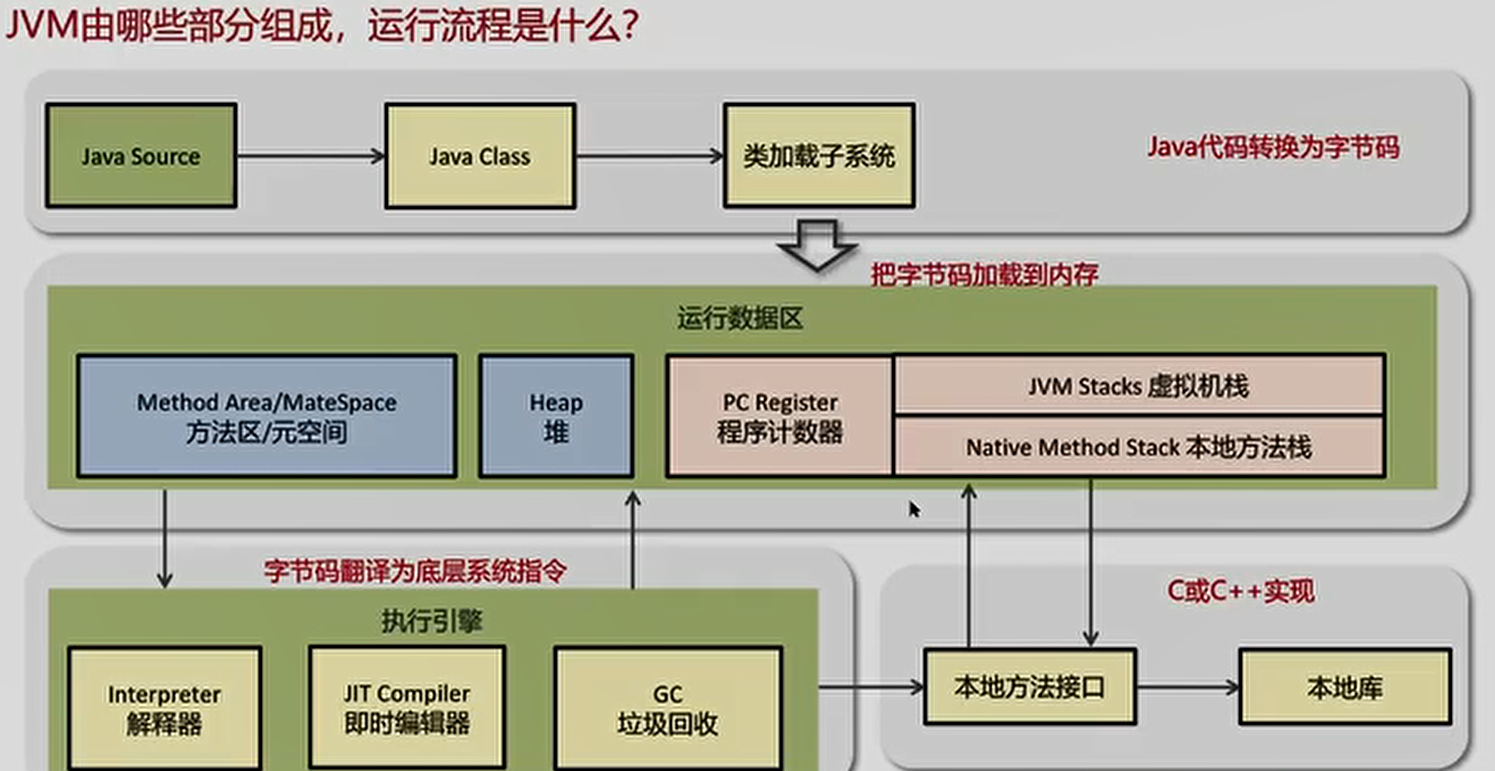 JVM由哪些部分组成，运行流程是什么?
Java Source
Java Class
类加载子系统
Java代码转换为字节码
把字节码加载到内存
运行数据区
Method Area/MateSpace
方法区/元空间
Heap
堆
PC Register
程序计数器
JVM Stacks 虚拟机栈
Native Method Stack 本地方法栈
字节码翻译为底层系统指令
执行引擎
Interpreter
解释器
JIT Compiler
即时编辑器
GC
垃圾回收
C或C++实现
本地方法接口
本地库